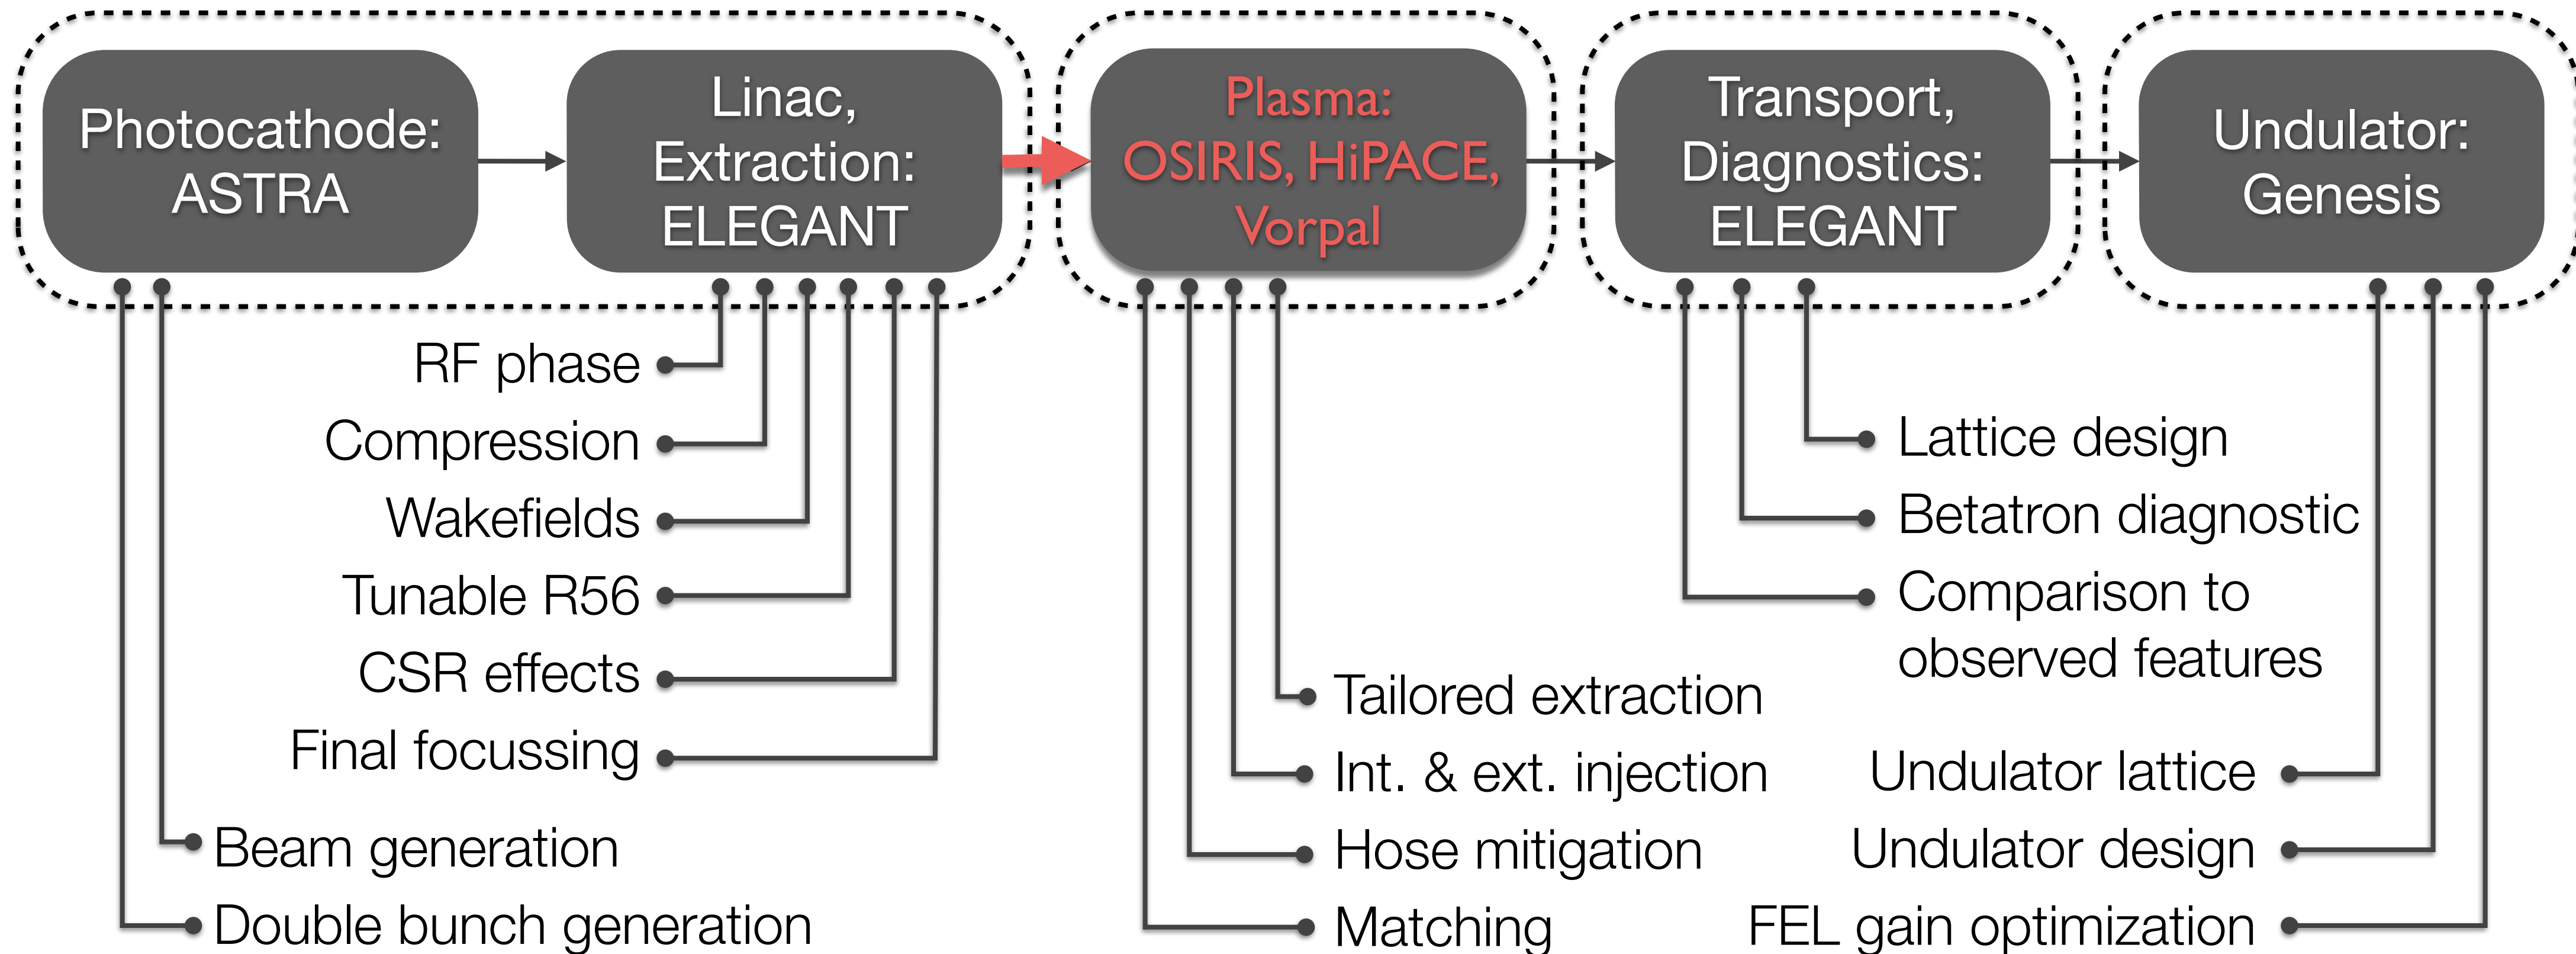 Photocathode:
ASTRA
Linac,
Extraction:
ELEGANT
Plasma:
OSIRIS, HiPACE,
Vorpal
Transport,
Diagnostics:
ELEGANT
Undulator:
Genesis
RF phase
Compression
Wakefields
Tunable R56
CSR effects
Final focussing
Beam generation
Double bunch generation
Tailored extraction
Int. & ext. injection
Hose mitigation
Matching
Lattice design
Betatron diagnostic
Comparison to
observed features
Undulator lattice
Undulator design
FEL gain optimization